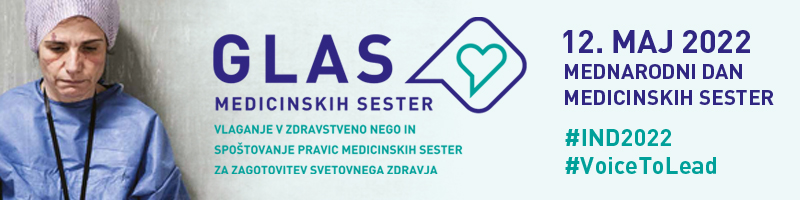 GLAS
MEDICINSKIH SESTER
VLAGANJE V ZDRAVSTVENO NEGO IN
SPOŠTOVANJE PRAVIC MEDICINSKIH SESTER
ZA ZAGOTOVITEV SVETOVNEGA ZDRAVJA
12. MAJ 2022
MEDNARODNI DAN
MEDICINSKIH SESTER
#IND2022
#VoiceToLead